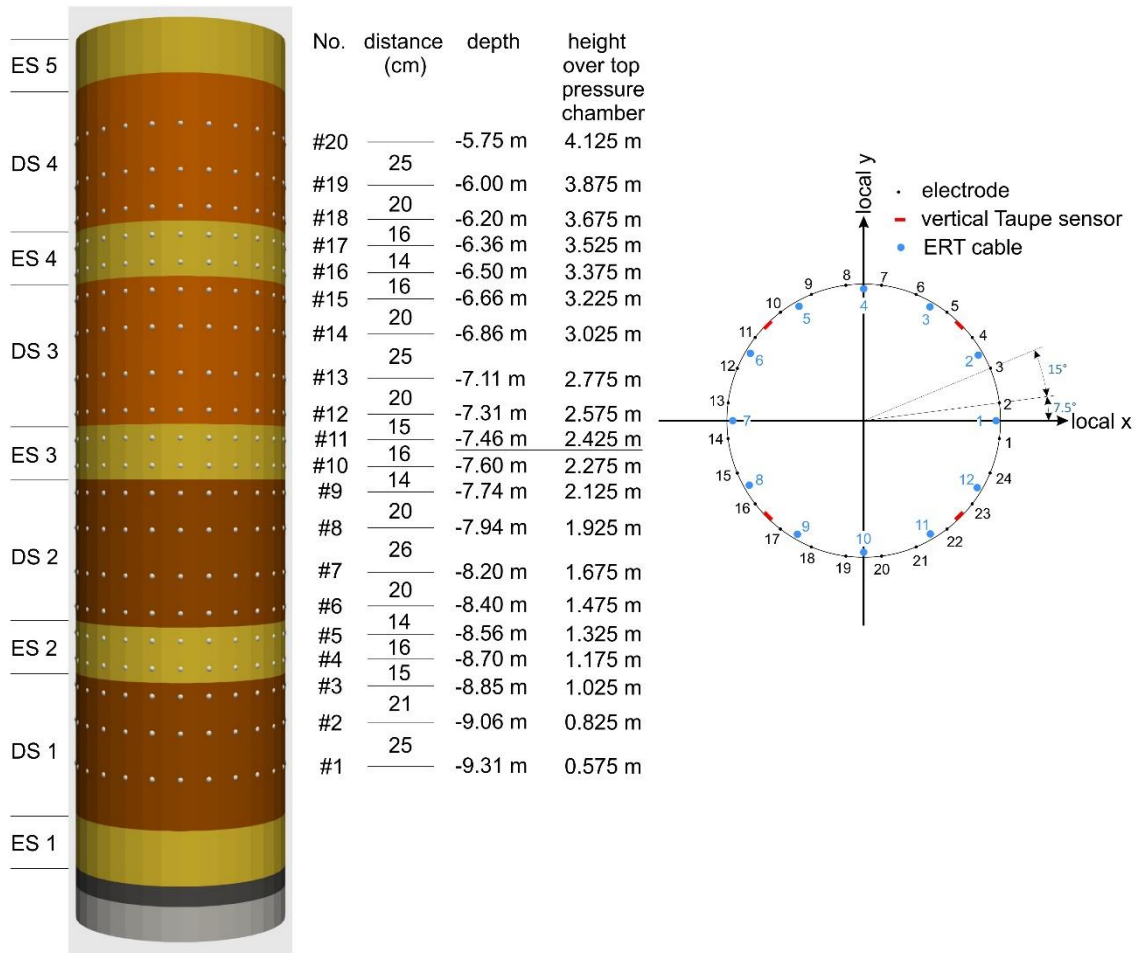 No. distance depth height
(cm) over top
pressure
chamber
ES 5
DS 4
ES 4
DS 3
ES 3
DS 2
ES 2
DS 1
ES 1
#20 -5.75 m 4.125 m
25
#19 -6.00 m 3.875 m
20
#18 -6.20 m 3.675 m
16
#17 -6.36 m 3.525 m
14
#16 -6.50 m 3.375 m
16
#15 -6.66 m 3.225 m
20
#14 -6.86 m 3.025 m
25
#13 -7.11 m 2.775 m
20
#12 -7.31 m 2.575 m
15
#11 -7.46 m 2.425 m
16
#10 -7.60 m 2.275 m
14
#9 -7.74 m 2.125 m
20
#8 -7.94 m 1.925 m
26
#7 -8.20 m 1.675 m
20
#6 -8.40 m 1.475 m
14
#5 -8.56 m 1.325 m
16
#4 -8.70 m 1.175 m
15
#3 -8.85 m 1.025 m
21
#2 -9.06 m 0.825 m
25
#1 -9.31 m 0.575 m
local y
electrode
vertical Taupe sensor
ERT cable
9 8 7 6
10 5 4 3 5
11 4
12 6 2 3
15°
13 2
7.5°
7 1 local x
14 1
15 8 12 24
16 23
17 9 10 11 22
18 19 20 21